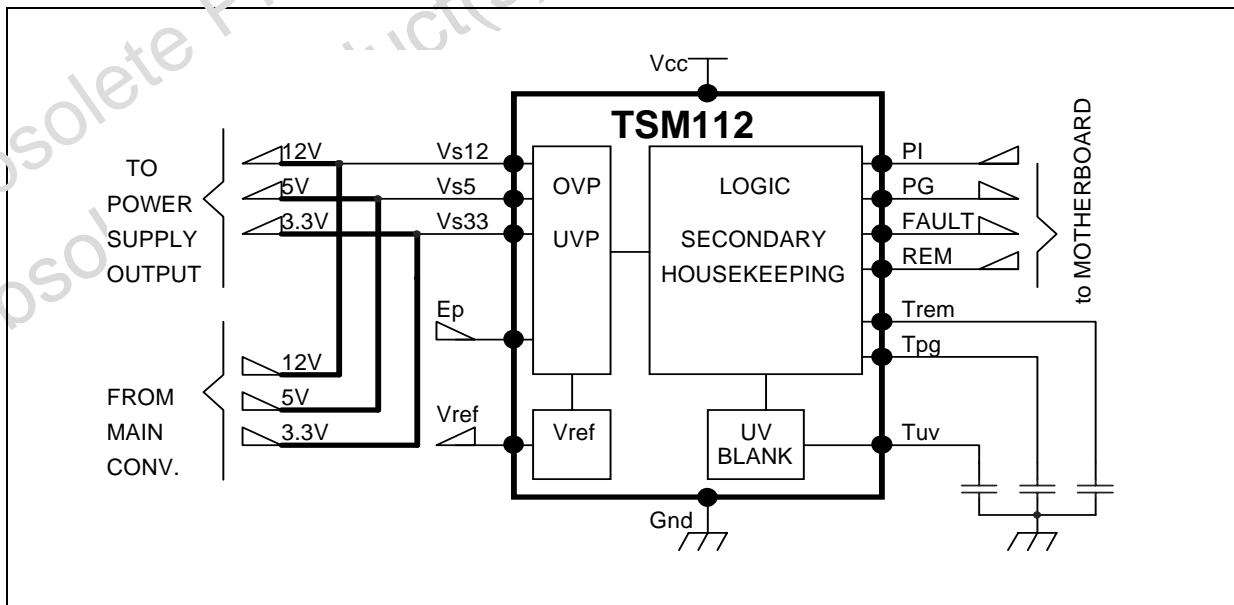 Obsolete P
duct(s)
bsol
Vcc
TSM112
TO
POWER
SUPPLY
OUTPUT
12V
5V
3.3V
Vs12
Vs5
Vs33
OVP
UVP
LOGIC
SECONDARY
HOUSEKEEPING
PI
PG
FAULT
REM
to MOTHERBOARD
Ep
Trem
Tpg
FROM
MAIN
CONV.
12V
5V
3.3V
Vref
Vref
UV
BLANK
Tuv
Gnd